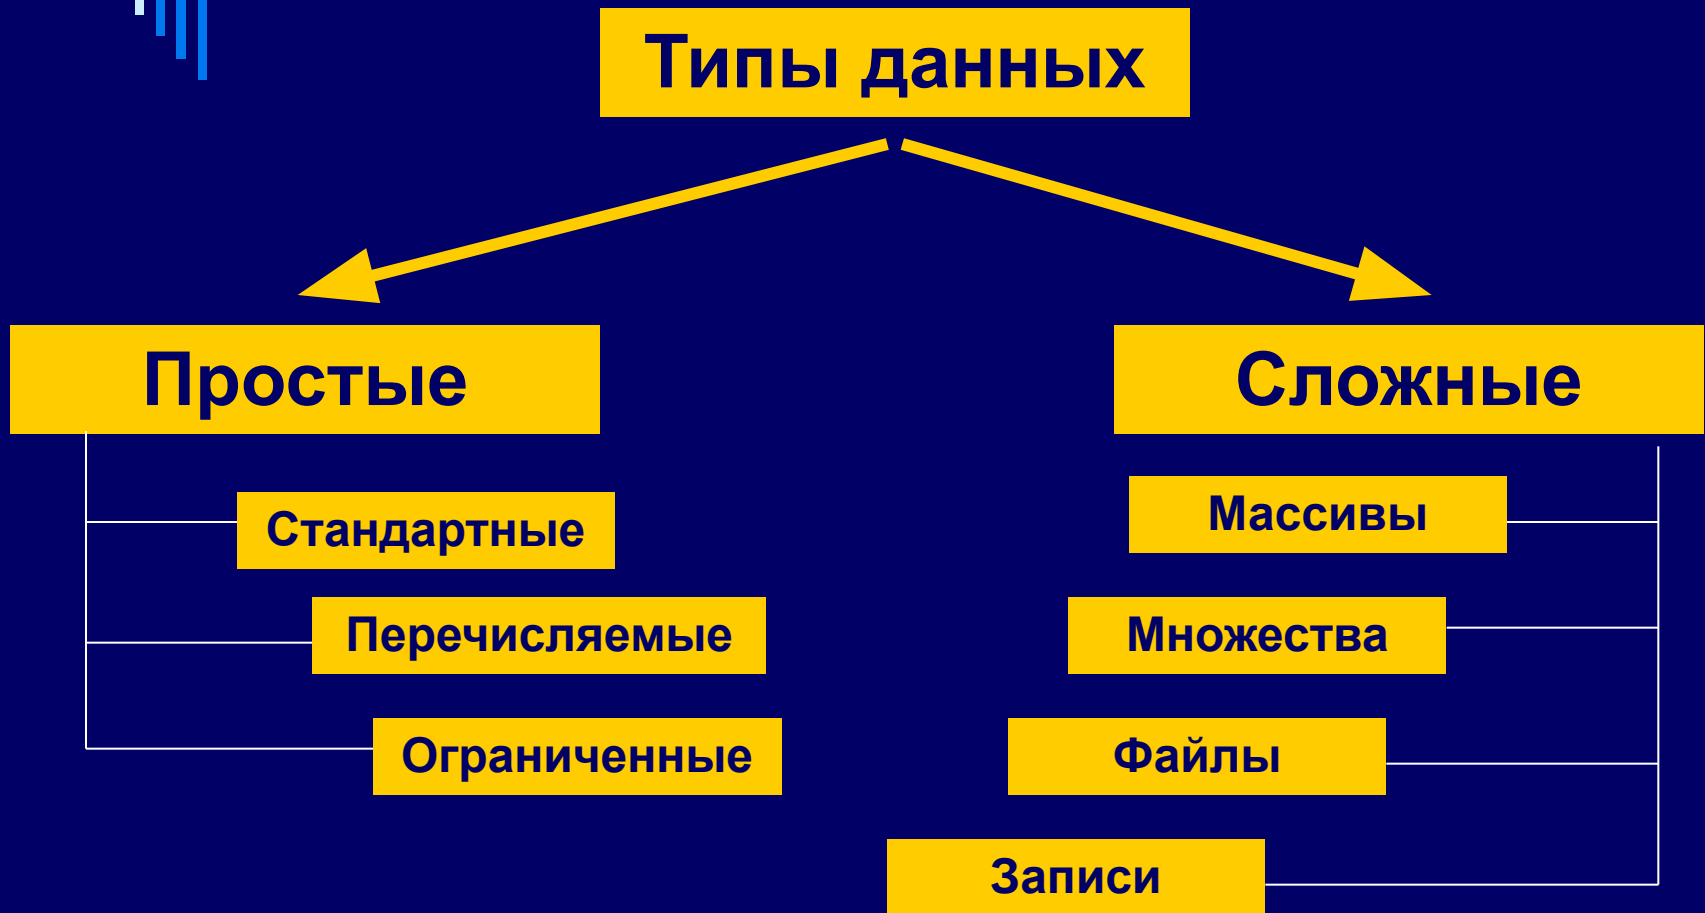 Типы данных
Простые
Стандартные
Перечисляемые
Ограниченные
Сложные
Массивы
Множества
Файлы
Записи